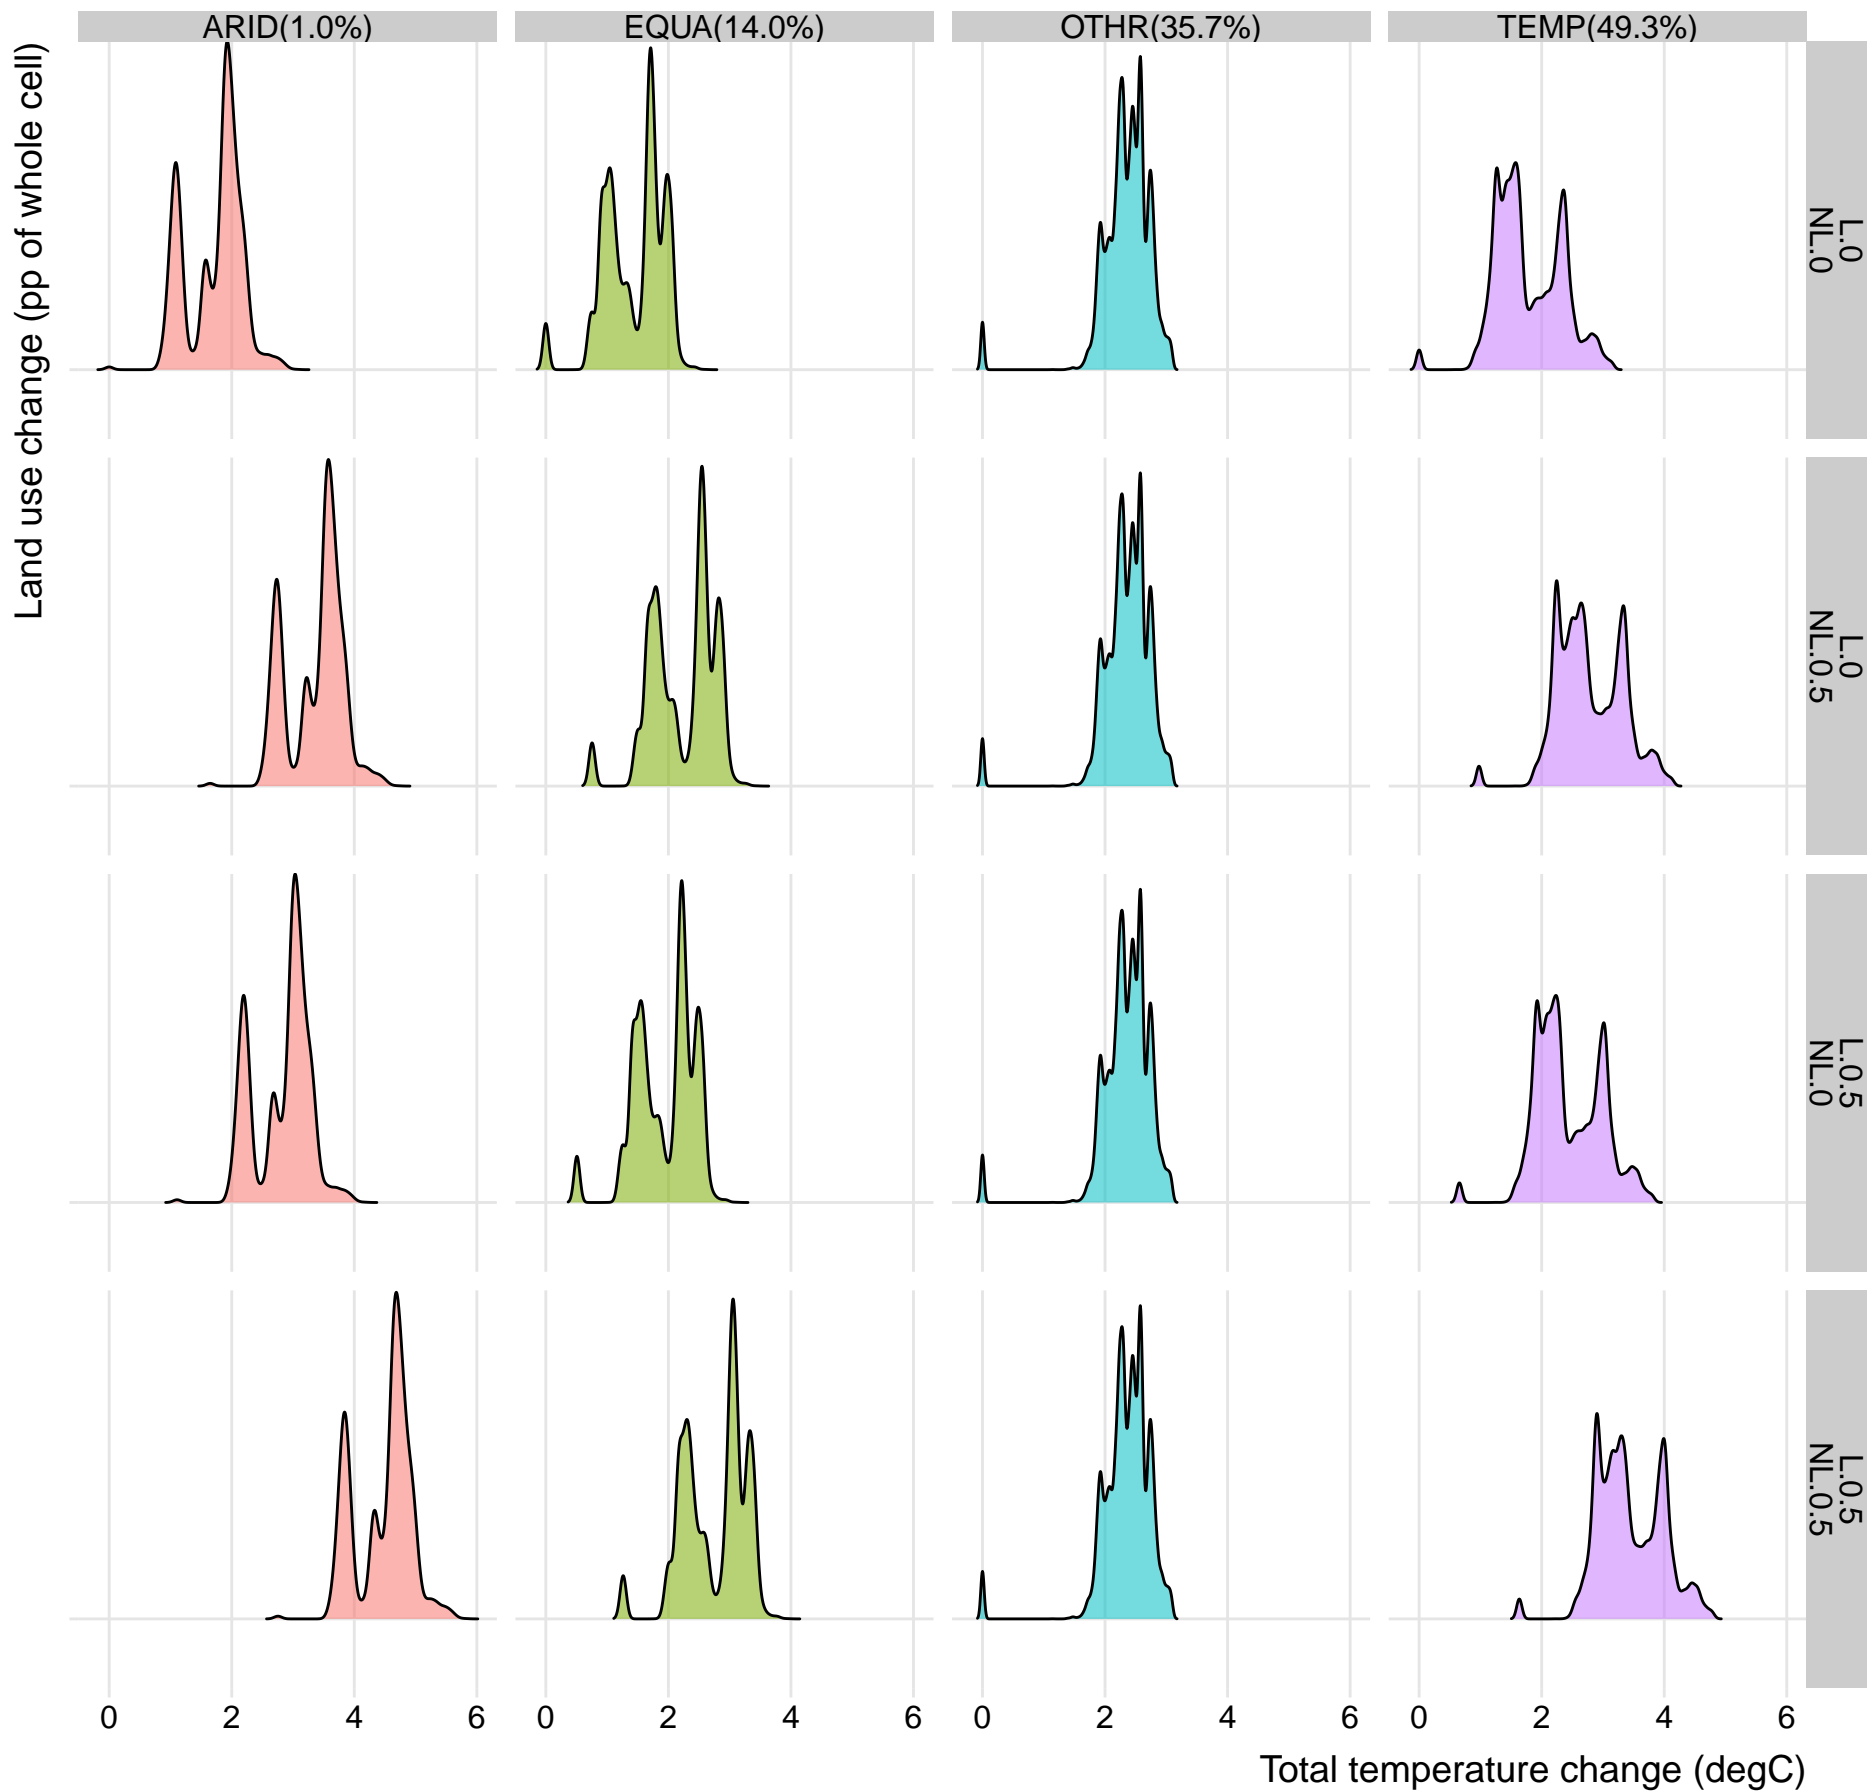 ARID(1.0%)
EQUA(14.0%)
OTHR(35.7%)
TEMP(49.3%)
Land use change (pp of whole cell)
L.0
NL.0
L.0
NL.0.5
L.0.5
NL.0
L.0.5
NL.0.5
0 2 4 6
0 2 4 6
0 2 4 6
0 2 4 6
Total temperature change (degC)